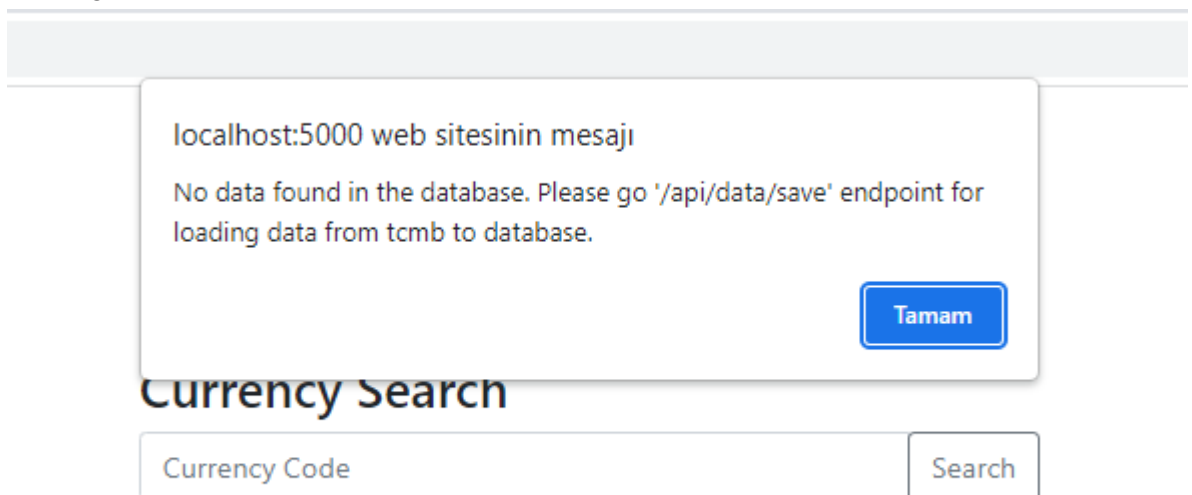 localhost:5000 web sitesinin mesajı
No data found in the database. Please go '/api/data/save' endpoint for
loading data from tcmb to database.
Tamam
Currency Search
Currency Code
Search